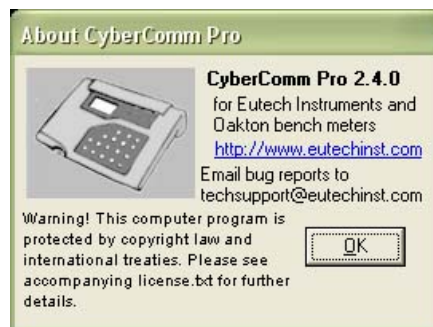 About CyberComm Pro
CyberComm Pro 2.4.0
for Eutech Instruments and
Oakton bench meters
http://www.eutechinst.com
Email bug reports to
techsupport@eutechinst.com
Warning! This computer program is
protected by copyright law and
international treaties. Please see
accompanying license.txt for further
details.
OK